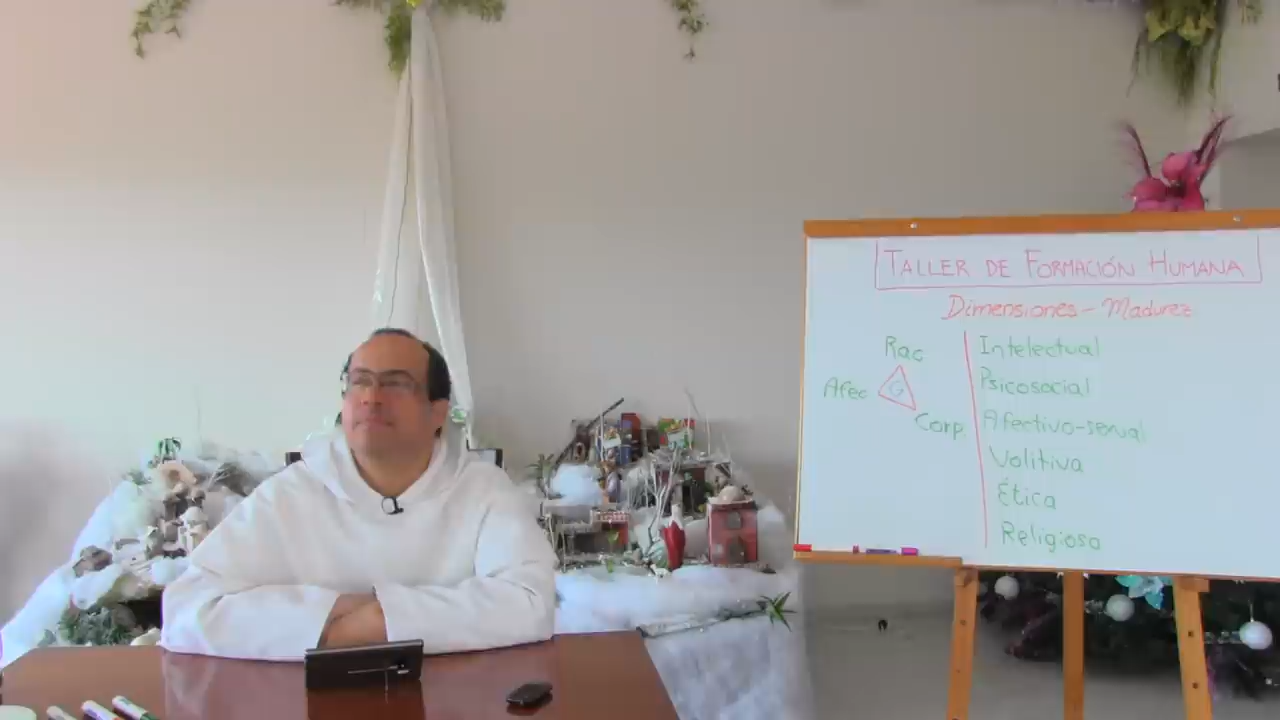 TALLER DE FORMACIÓN HUMANA
Dimensiones - Madurez
Rac
Afec
G
Corp
Intelectual
Psicosocial
Afectivo-sexual
Volitiva
Ética
Religiosa